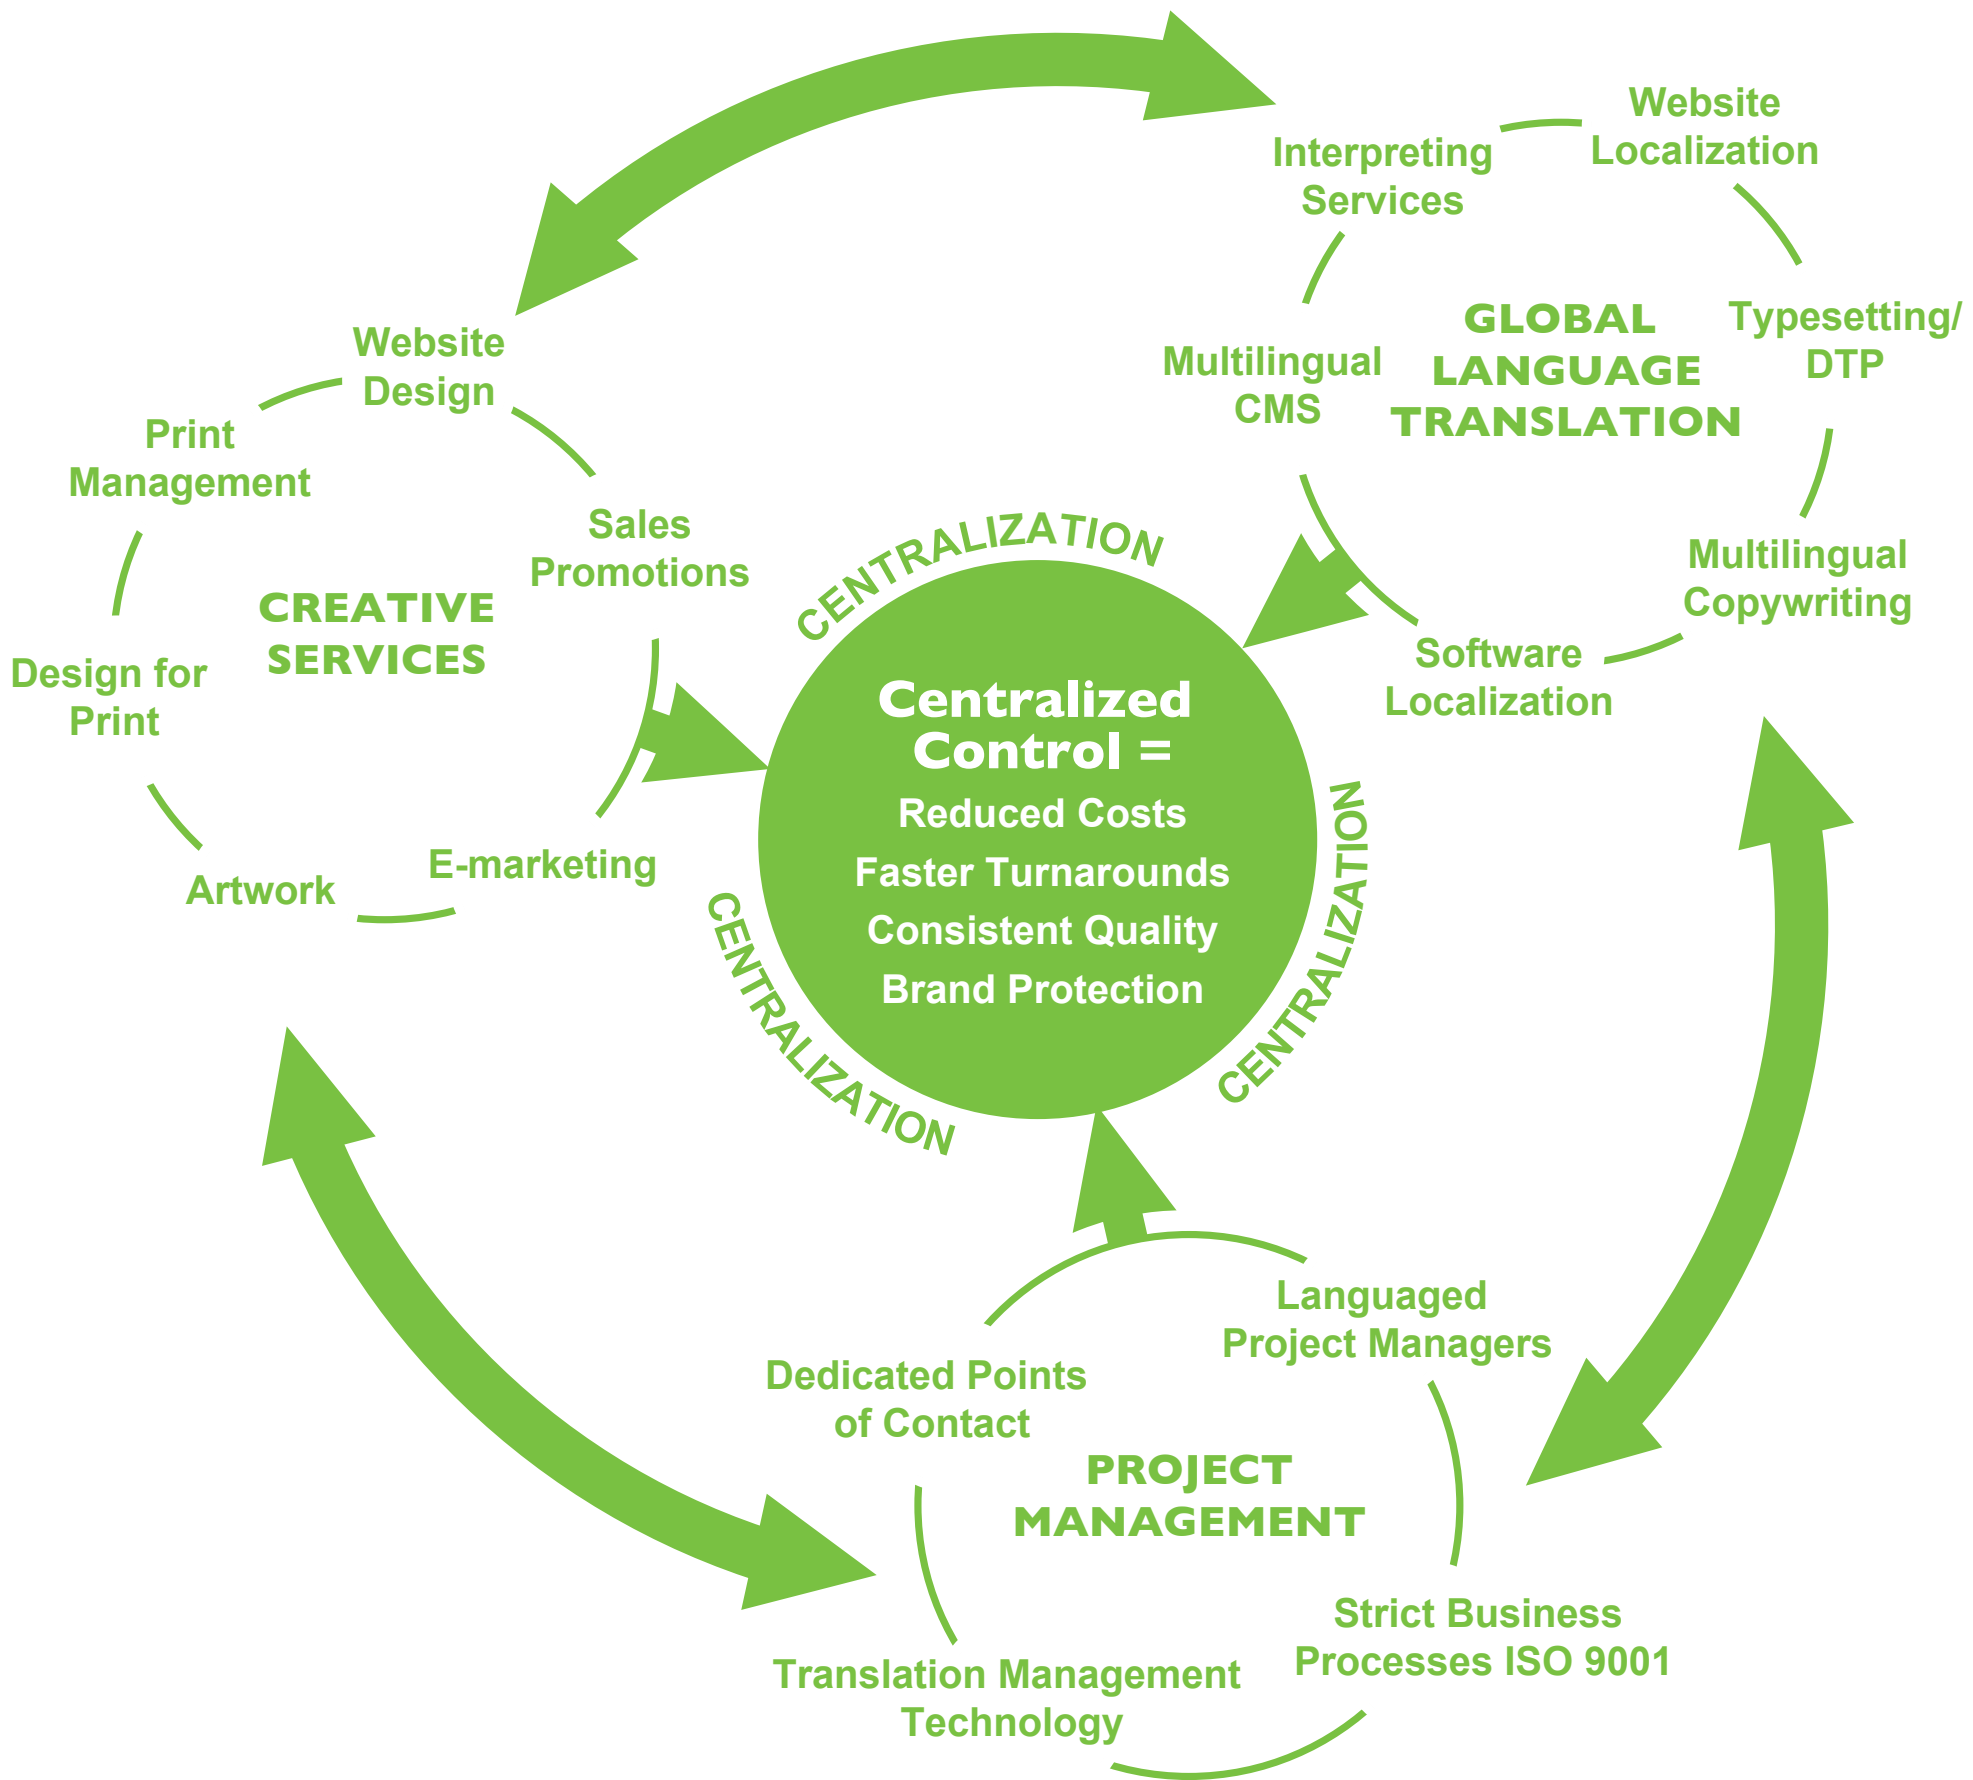 Website
Localization
Interpreting
Services
GLOBAL
LANGUAGE
TRANSLATION
Typesetting/
DTP
Multilingual
CMS
Multilingual
Copywriting
Software
Localization
Website
Design
Print
Management
Sales
Promotions
CREATIVE
SERVICES
Design for
Print
Artwork
E-marketing
CENTRALIZATION
CENTRALIZATION
CENTRALIZATION
Centralized
Control =
Reduced Costs
Faster Turnarounds
Consistent Quality
Brand Protection
Languaged
Project Managers
Dedicated Points
of Contact
PROJECT
MANAGEMENT
Strict Business
Processes ISO 9001
Translation Management
Technology